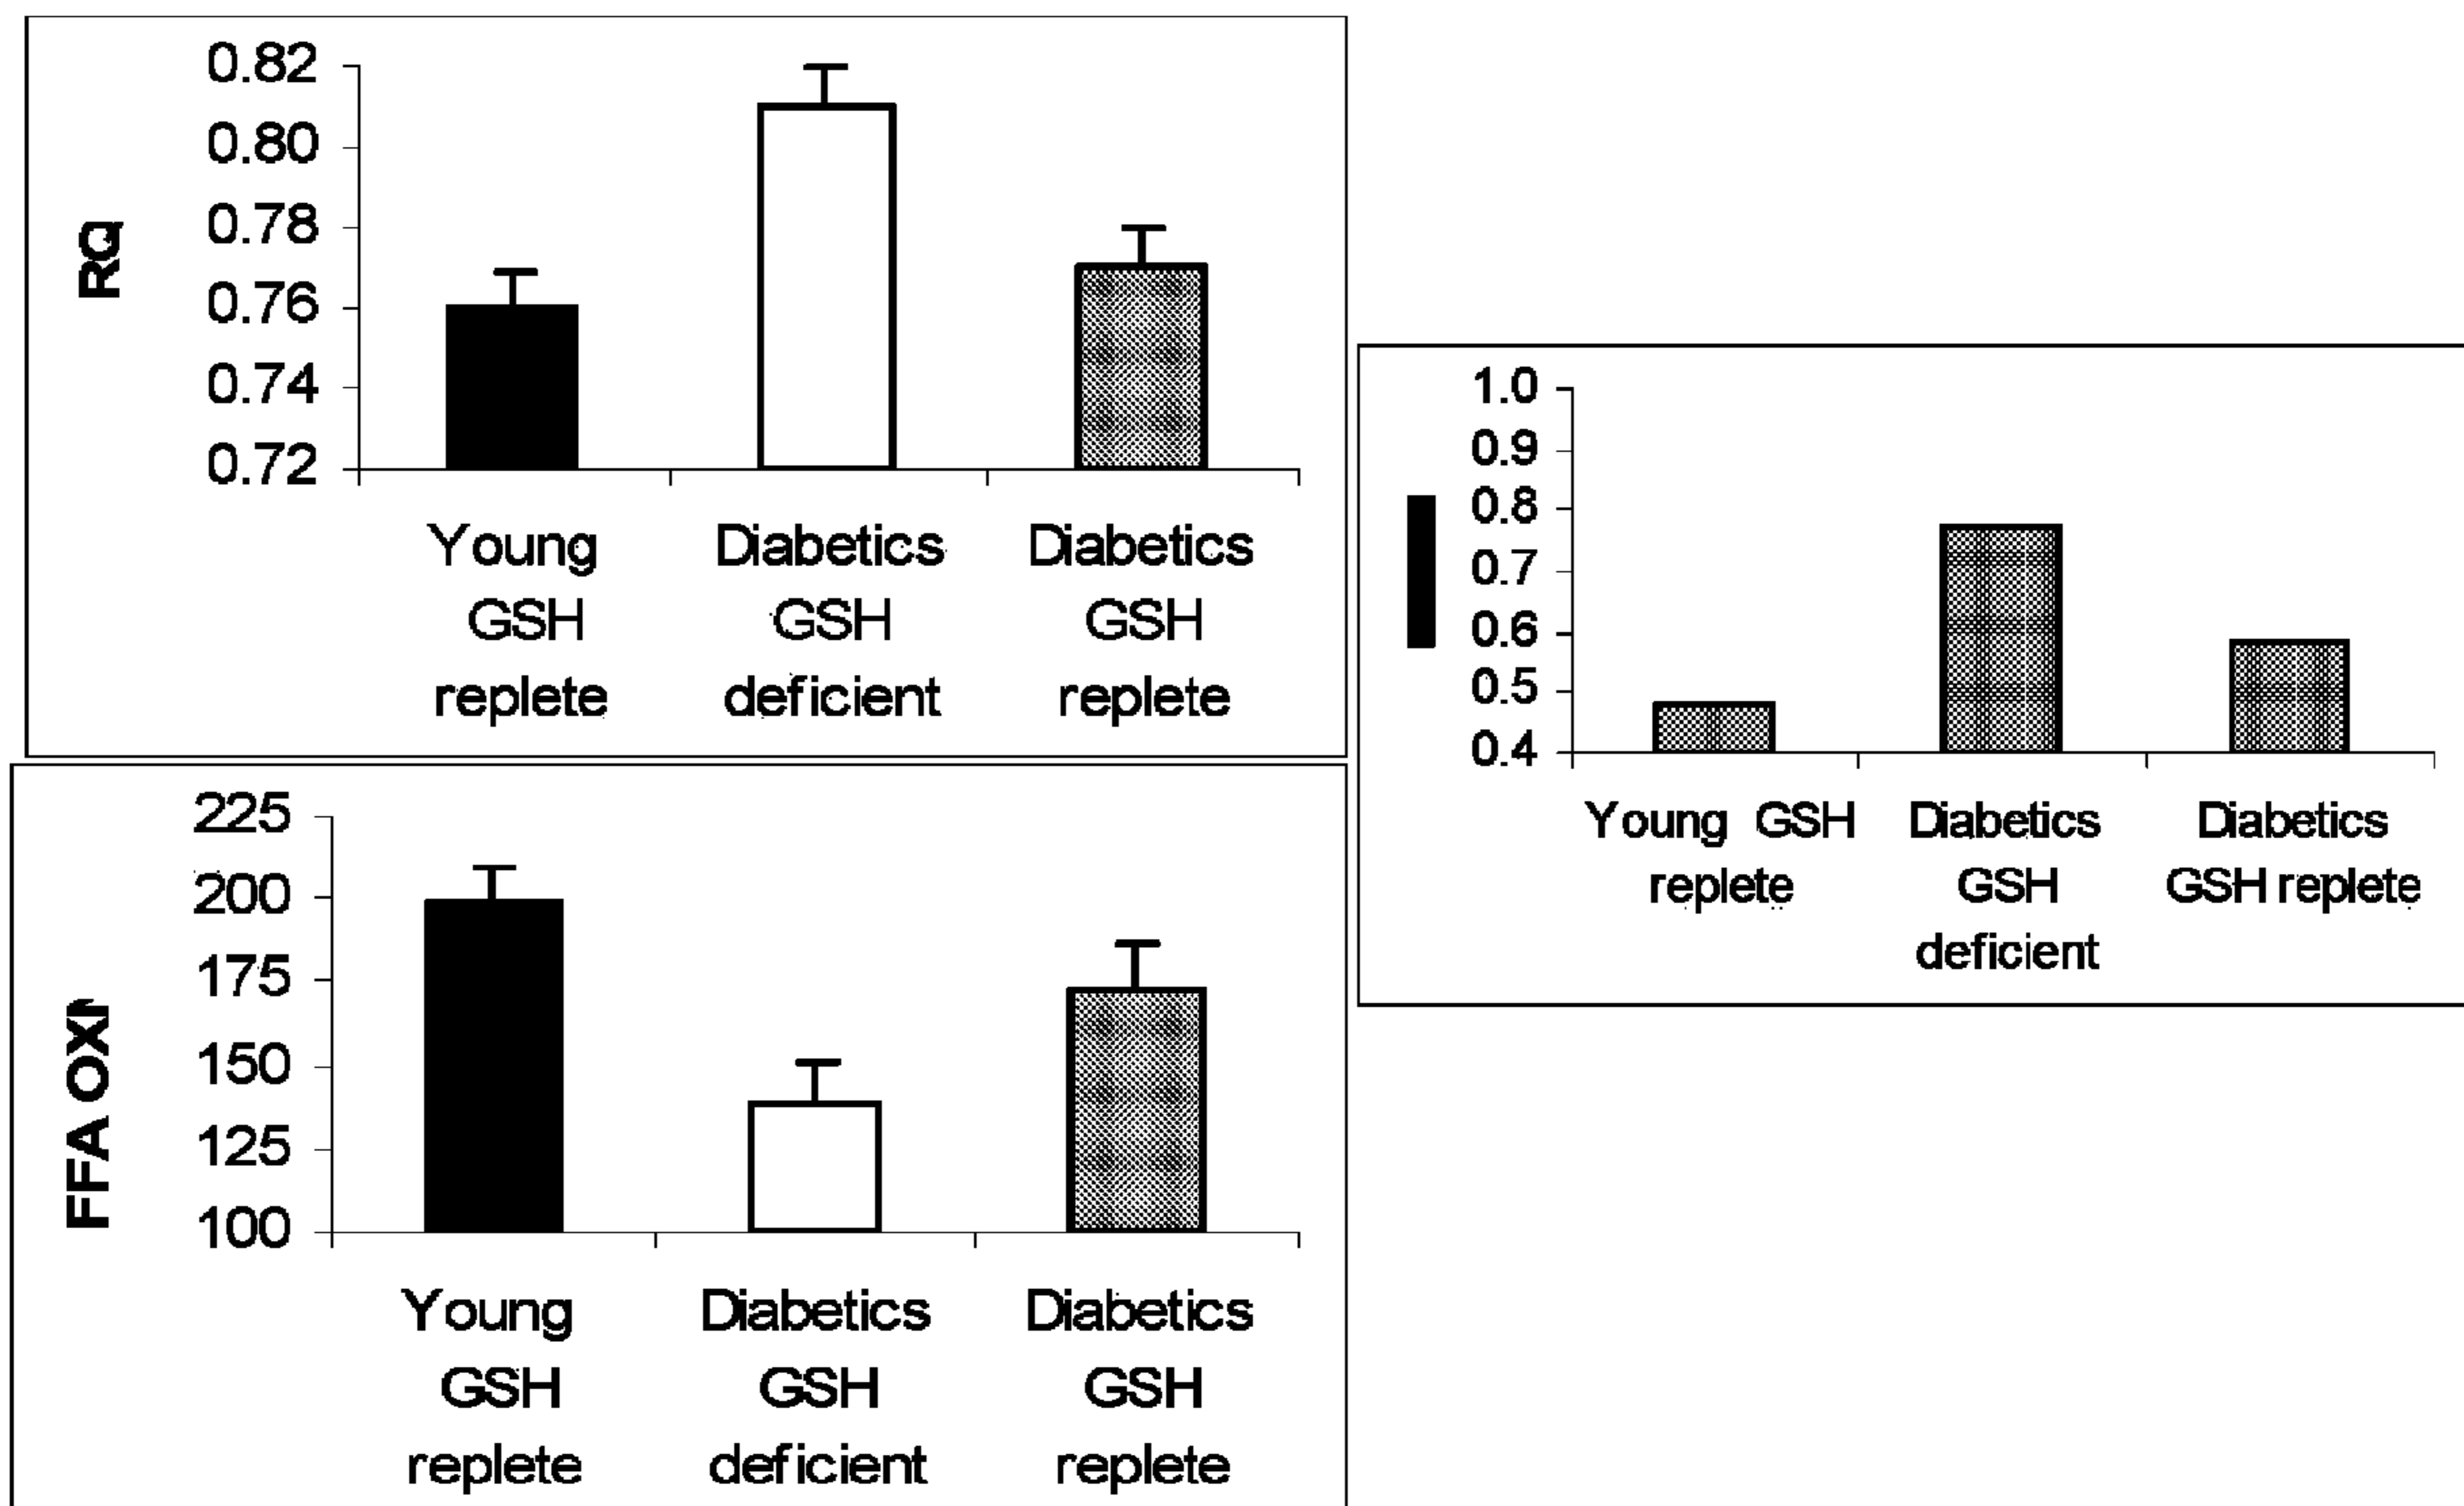 RQ
0.82
0.80
0.78
0.76
0.74
0.72
Young
GSH
replete
Diabetics
GSH
deficient
Diabetics
GSH
replete
FFA OXI
225
200
175
150
125
100
Young
GSH
replete
Diabetics
GSH
deficient
Diabetics
GSH
replete
1.0
0.9
0.8
0.7
0.6
0.5
0.4
Young GSH
replete
Diabetics
GSH
deficient
Diabetics
GSH replete